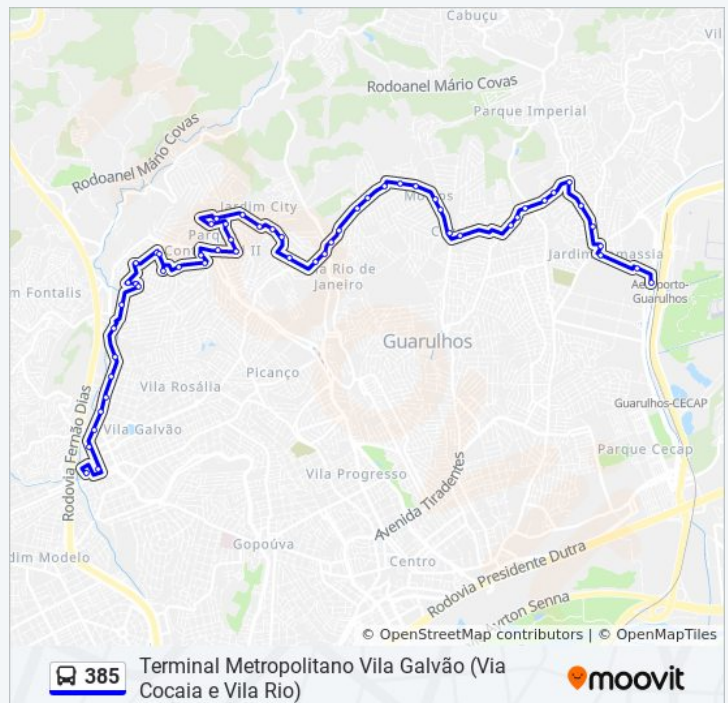 Cabuçu
Vil
Rodoanel Mário Covas
Parque Imperial
Rodoanel Mário Covas
Jardim City
Parque
Continental II
Jardim
m Fontalis
Rio de
Janeiro
Aeroporto-
Guarulhos
Guarulhos
Picanço
Vila Rosália
Guarulhos-CECAP
Vila Galvão
Rodovia Fernão Dias
Parque Cecap
Vila Progresso
Avenida Tiradentes
Gopoúva
dim Modelo
Centro
Rodovia Presidente Dutra
Ayrton Senna
© OpenStreetMap contributors | © OpenMapTiles
385
Terminal Metropolitano Vila Galvão (Via
Cocaia e Vila Rio)
moovit